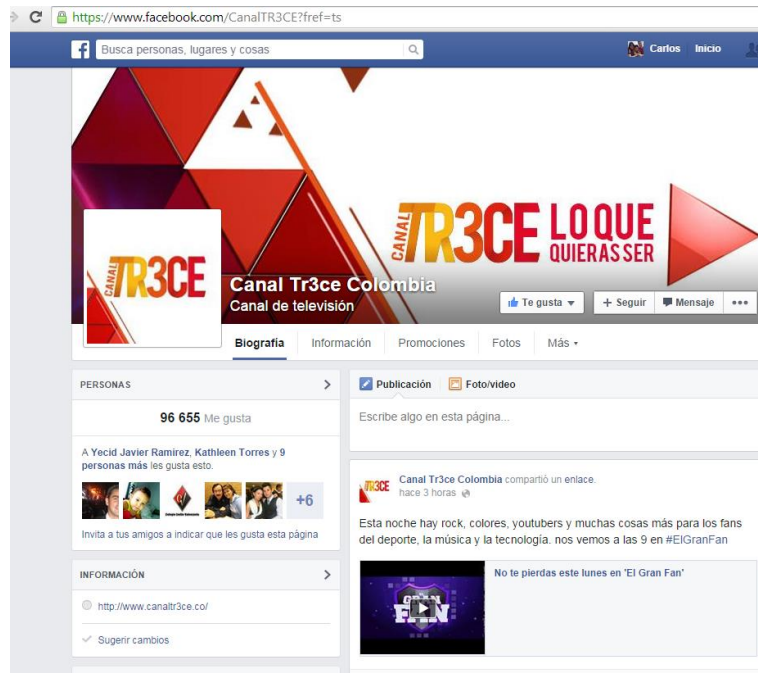 https://www.facebook.com/CanalTR3CE?fref=ts
Busca personas, lugares y cosas
Carlos Inicio
CANAL TR3CE LO QUE QUIERAS SER
CANAL TR3CE
Canal Tr3ce Colombia
Canal de televisión
Te gusta
+ Seguir
Mensaje
Biografía Información Promociones Fotos Más
PERSONAS
96 655 Me gusta
A Yecid Javier Ramirez, Kathleen Torres y 9
personas más les gusta esto.
+6
Invita a tus amigos a indicar que les gusta esta página
INFORMACIÓN
http://www.canaltr3ce.co/
Sugerir cambios
Publicación Foto/video
Escribe algo en esta página...
TR3CE
Canal Tr3ce Colombia compartió un enlace.
hace 3 horas
Esta noche hay rock, colores, youtubers y muchas cosas más para los fans
del deporte, la música y la tecnología. nos vemos a las 9 en #ElGranFan
GRAN
FAN
No te pierdas este lunes en 'El Gran Fan'